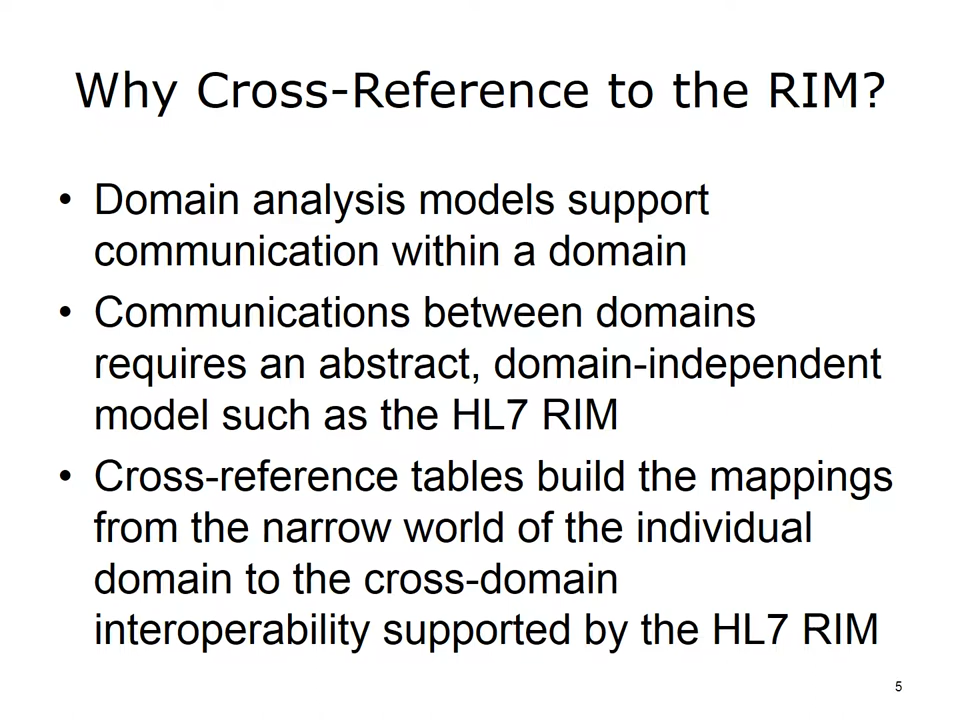 Why Cross-Reference to the RIM?
• Domain analysis models support
communication within a domain
• Communications between domains
requires an abstract, domain-independent
model such as the HL7 RIM
• Cross-reference tables build the mappings
from the narrow world of the individual
domain to the cross-domain
interoperability supported by the HL7 RIM
5